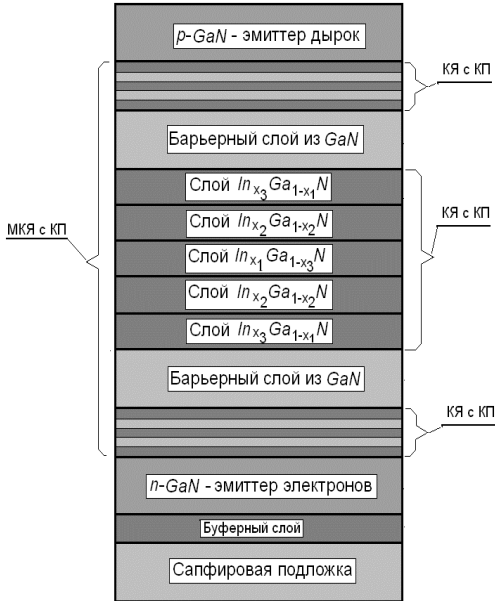 p-GaN - эмиттер дырок
КЯ с КП
Барьерный слой из GaN
Слой Inx3Ga1-x1N
Слой Inx2Ga1-x2N
КЯ с КП
МКЯ с КП
Слой Inx1Ga1-x3N
Слой Inx2Ga1-x2N
Слой Inx3Ga1-x1N
Барьерный слой из GaN
КЯ с КП
n-GaN - эмиттер электронов
Буферный слой
Сапфировая подложка